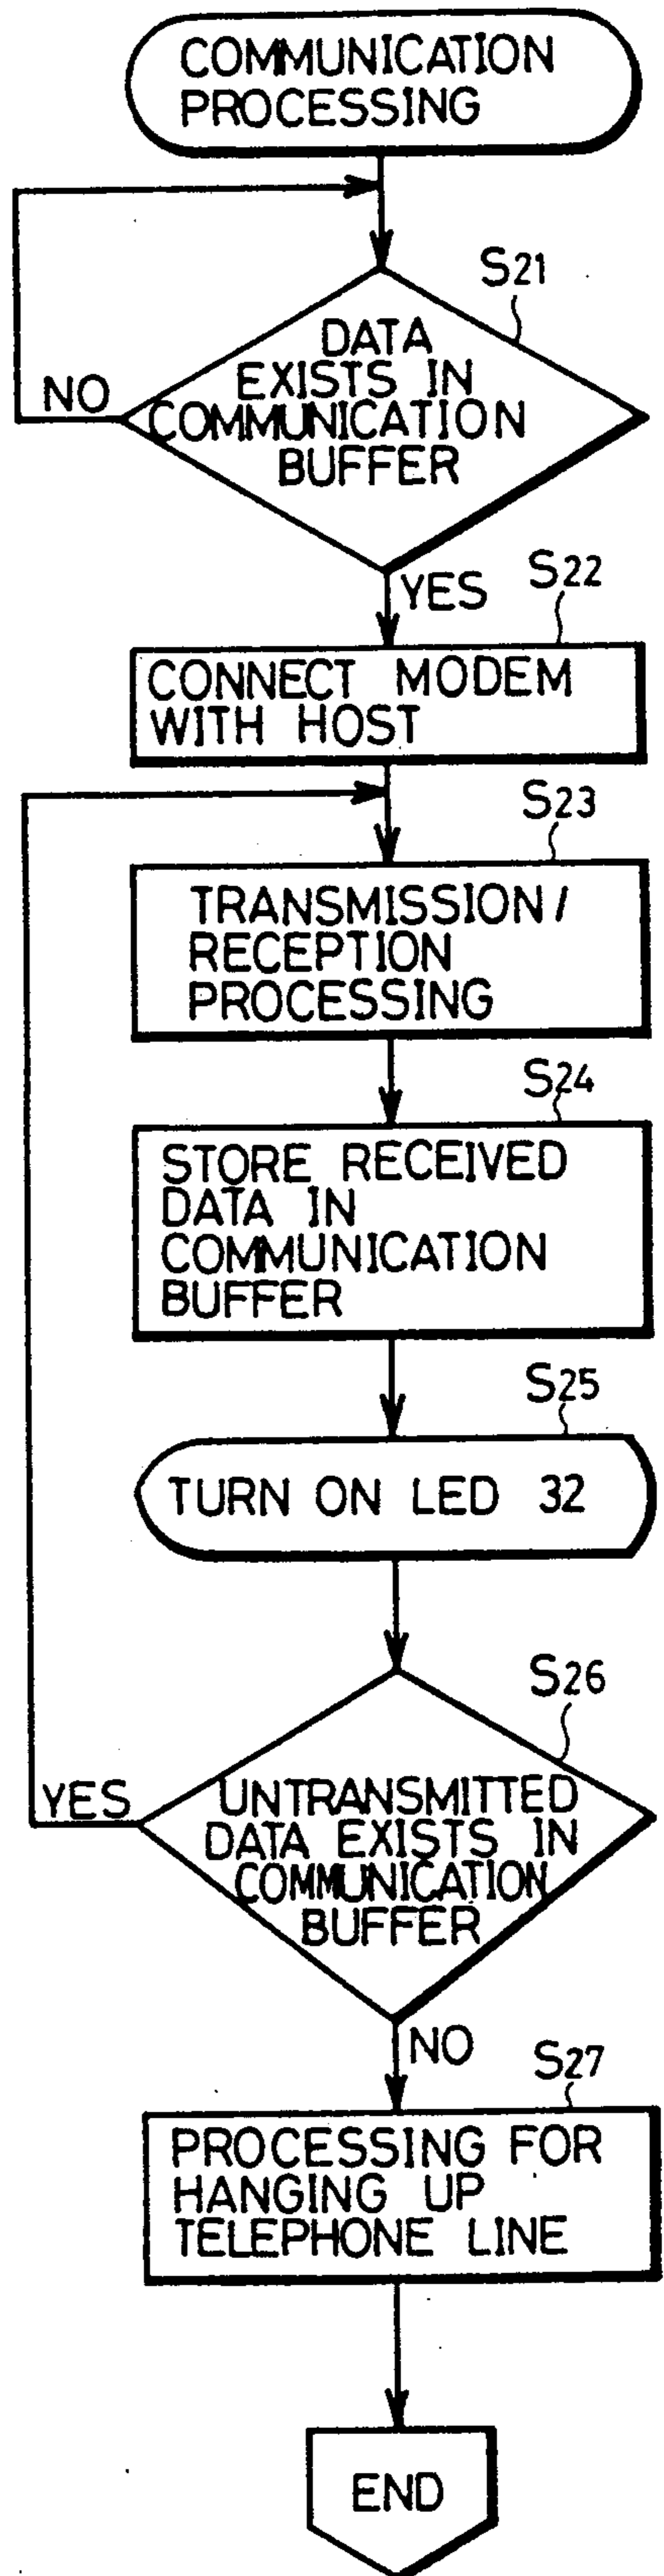 COMMUNICATION
PROCESSING
S21
DATA
EXISTS IN
COMMUNICATION
BUFFER
NO
YES
S22
CONNECT MODEM
WITH HOST
S23
TRANSMISSION/
RECEPTION
PROCESSING
S24
STORE RECEIVED
DATA IN
COMMUNICATION
BUFFER
S25
TURN ON LED 32
S26
UNTRANSMITTED
DATA EXISTS IN
COMMUNICATION
BUFFER
YES
NO
S27
PROCESSING FOR
HANGING UP
TELEPHONE LINE
END